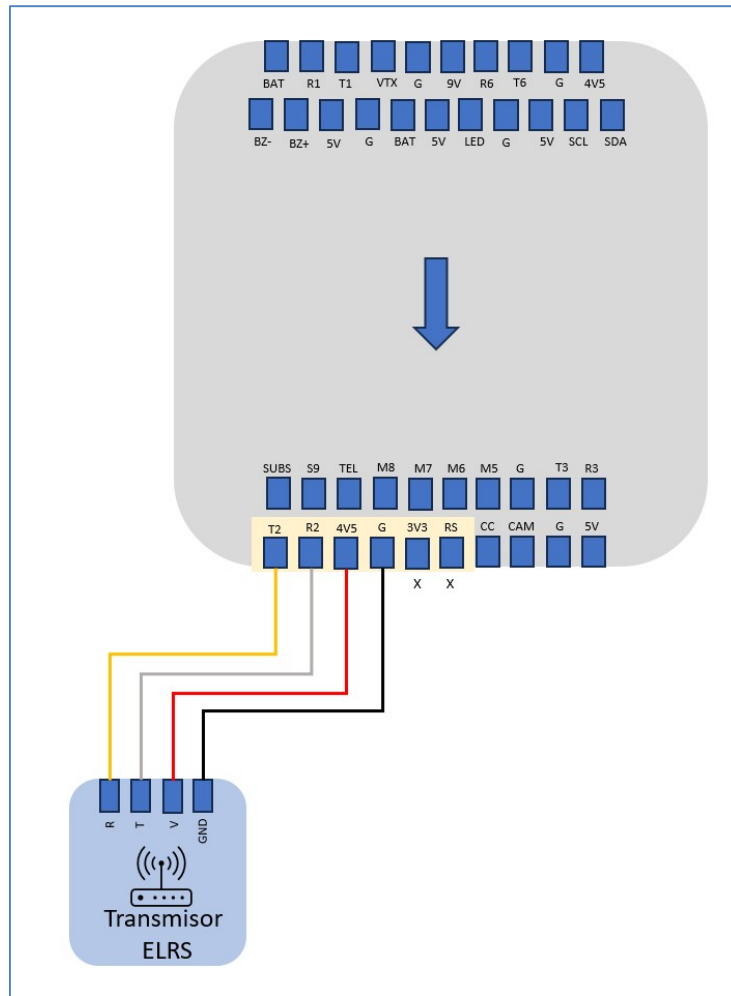 BAT R1 T1 VTX G 9V R6 T6 G 4V5
BZ- BZ+ 5V G BAT 5V LED G 5V SCL SDA
SUBS S9 TEL M8 M7 M6 M5 G T3 R3
T2 R2 4V5 G 3V3 RS CC CAM G 5V
X X
R T V GND
Transmisor
ELRS